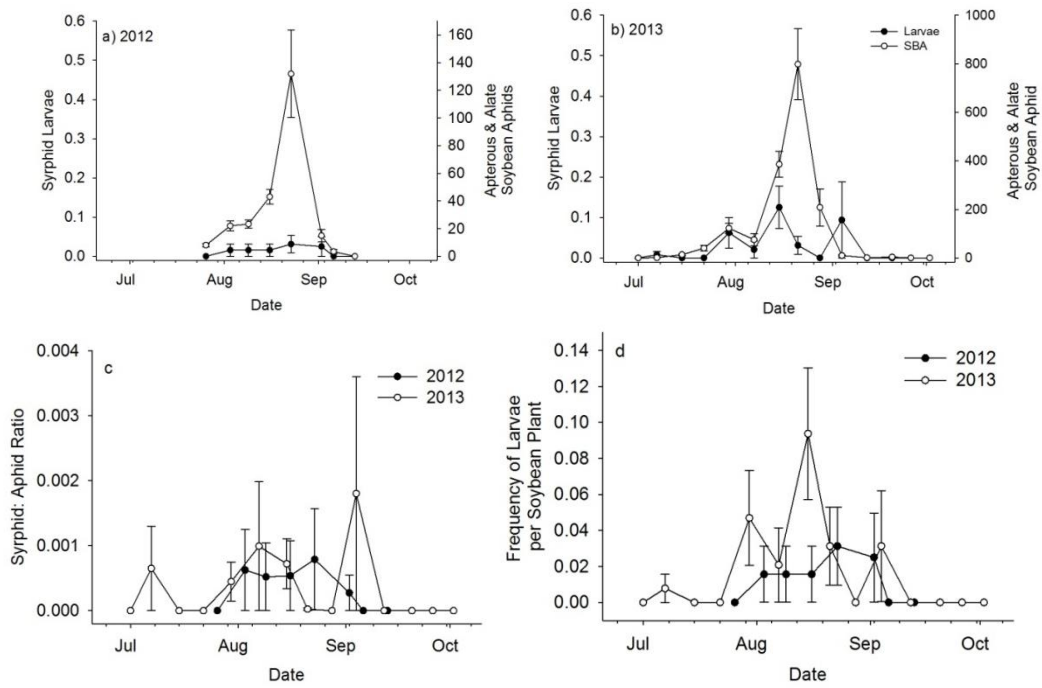 a) 2012
0.6
0.5
0.4
0.3
0.2
0.1
0.0
Syrphid Larvae
160
140
120
100
80
60
40
20
0
Apterous & Alate
Soybean Aphids
Jul
Aug
Sep
Oct
Date
b) 2013
Larvae
SBA
0.6
0.5
0.4
0.3
0.2
0.1
0.0
Syrphid Larvae
1000
800
600
400
200
0
Apterous & Alate
Soybean Aphid
Jul
Aug
Sep
Oct
Date
c
2012
2013
0.004
0.003
0.002
0.001
0.000
Syrphid: Aphid Ratio
Jul
Aug
Sep
Oct
Date
d
2012
2013
0.14
0.12
0.10
0.08
0.06
0.04
0.02
0.00
Frequency of Larvae
per Soybean Plant
Jul
Aug
Sep
Oct
Date